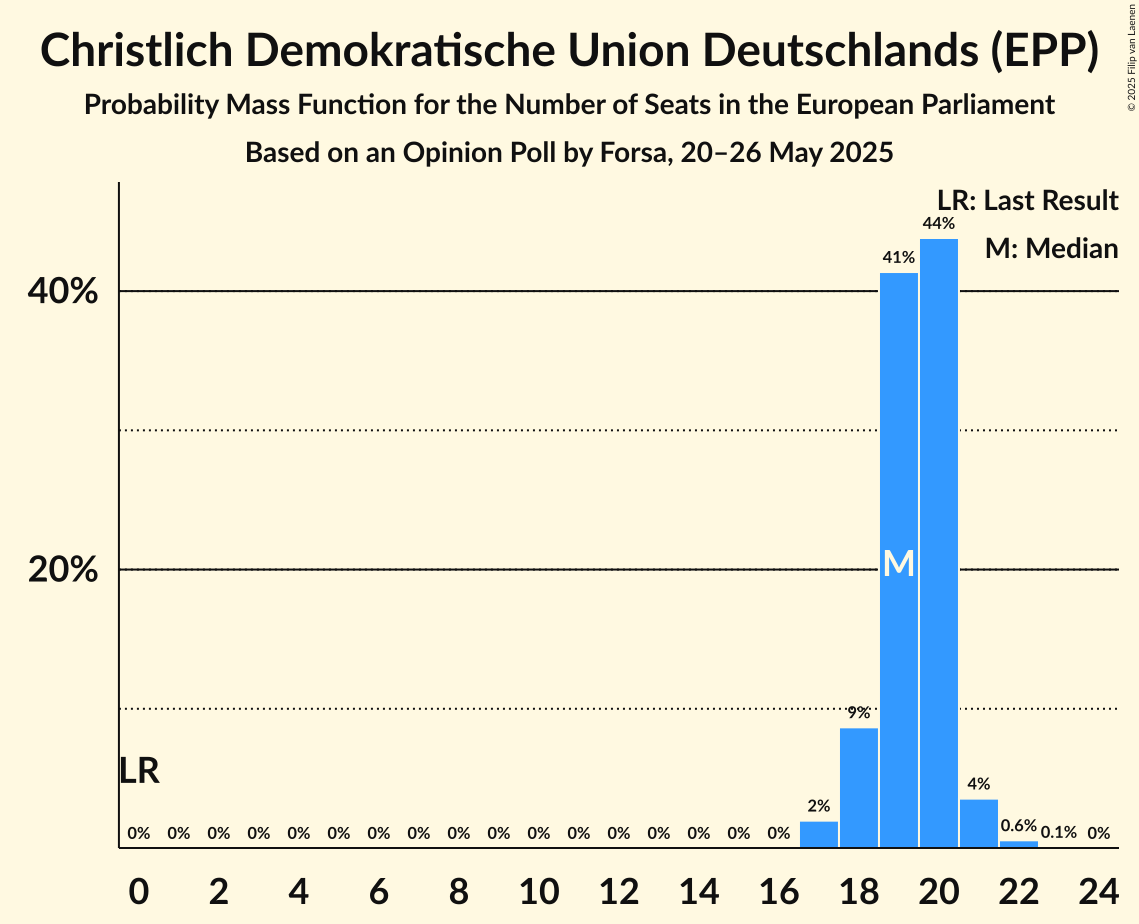 Christlich Demokratische Union Deutschlands (EPP)
Probability Mass Function for the Number of Seats in the European Parliament
Based on an Opinion Poll by Forsa, 20–26 May 2025
© 2025 Filip van Laenen
LR: Last Result
M: Median
40%
20%
LR
M
0% 0% 0% 0% 0% 0% 0% 0% 0% 0% 0% 0% 0% 0% 0% 0% 0% 2% 9% 41% 44% 4% 0.6% 0.1% 0%
0 2 4 6 8 10 12 14 16 18 20 22 24